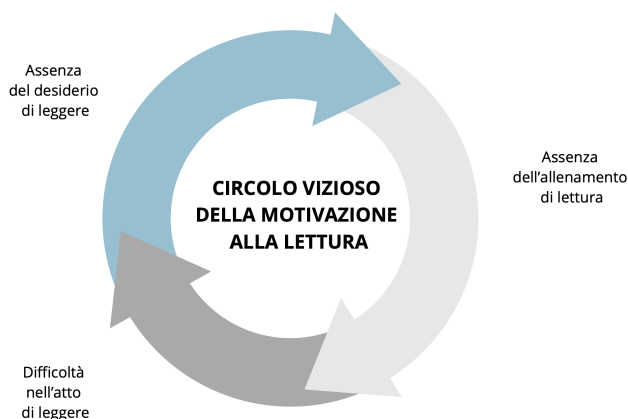 Assenza
del desiderio
di leggere
CIRCOLO VIZIOSO
DELLA MOTIVAZIONE
ALLA LETTURA
Assenza
dell'allenamento
di lettura
Difficoltà
nell'atto
di leggere